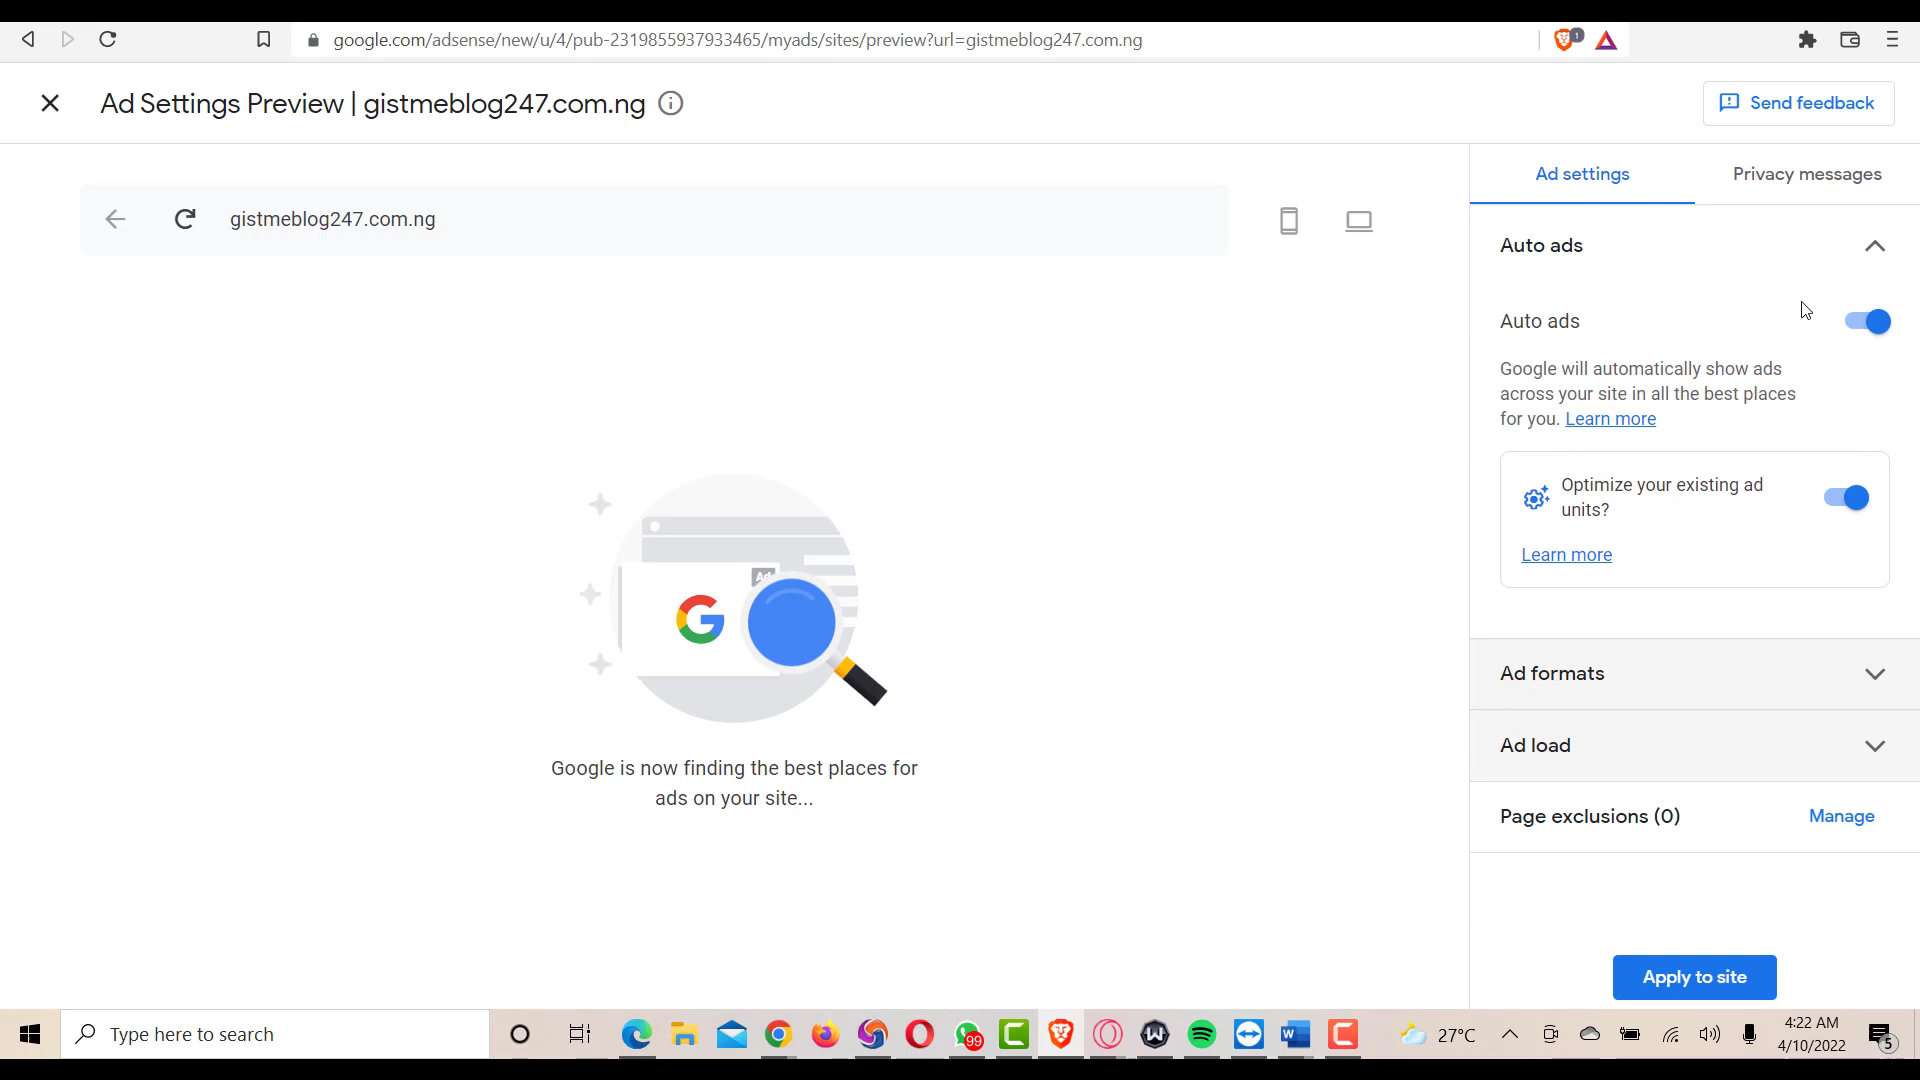 google.com/adsense/new/u/4/pub-2319855937933465/myads/sites/preview?url=gistmeblog247.com.ng
1
Ad Settings Preview | gistmeblog247.com.ng
Send feedback
gistmeblog247.com.ng
Ad settings
Privacy messages
Auto ads
Auto ads
Google will automatically show ads
across your site in all the best places
for you. Learn more
Optimize your existing ad
units?
Learn more
Ad
Google is now finding the best places for
ads on your site...
Ad formats
Ad load
Page exclusions (0)
Manage
Apply to site
Type here to search
99
27°C
4:22 AM
4/10/2022
5